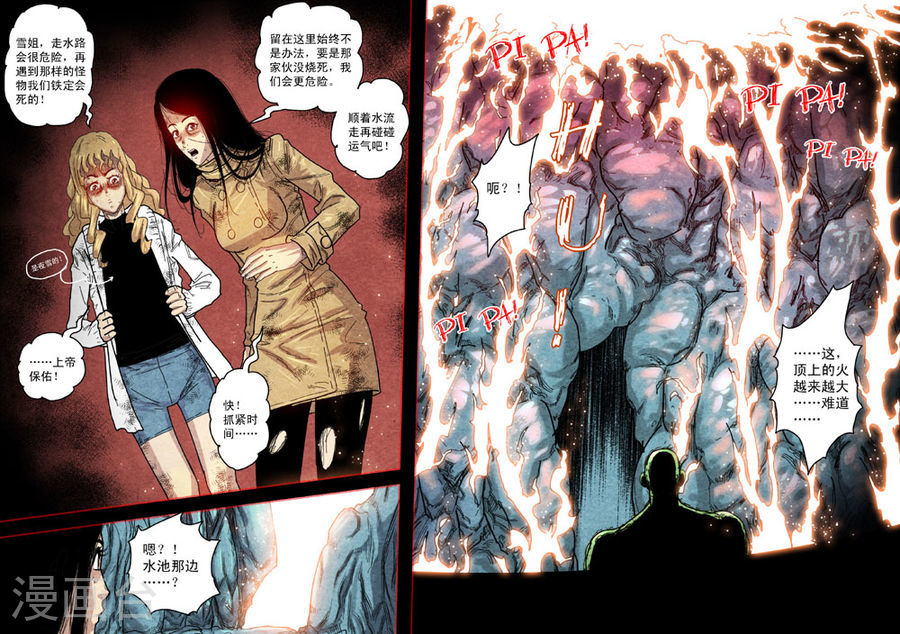 雪姐,走水路
会很危险,再
遇到那样的怪
物我们铁定会
死的!
留在这里始终不
是办法,要是那
家伙没烧死,我
们会更危险。
顺着水流
走再碰碰
运气吧!
是夜雪的!
……上帝
保佑!
快!
抓紧时
间……
嗯?!
水池那边
……?
PI PA!
PI PA!
PI PA!
呃?!
PI PA!
……这,
顶上的火
越来越大
……难道
……
漫画台